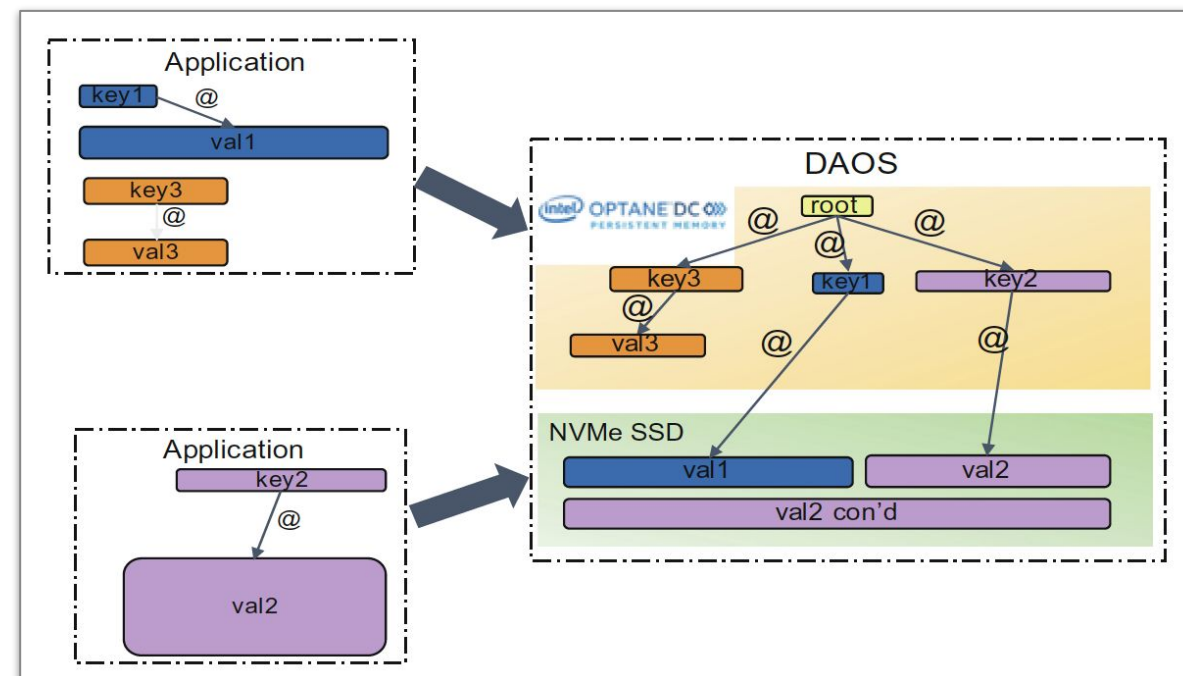 Application
key1
@
val1
key3
@
val3
Application
key2
@
val2
DAOS
intel OPTANE DC
PERSISTENT MEMORY
root
@
@
@
key3
key1
key2
@
val3
@
@
NVMe SSD
val1
val2
val2 con'd